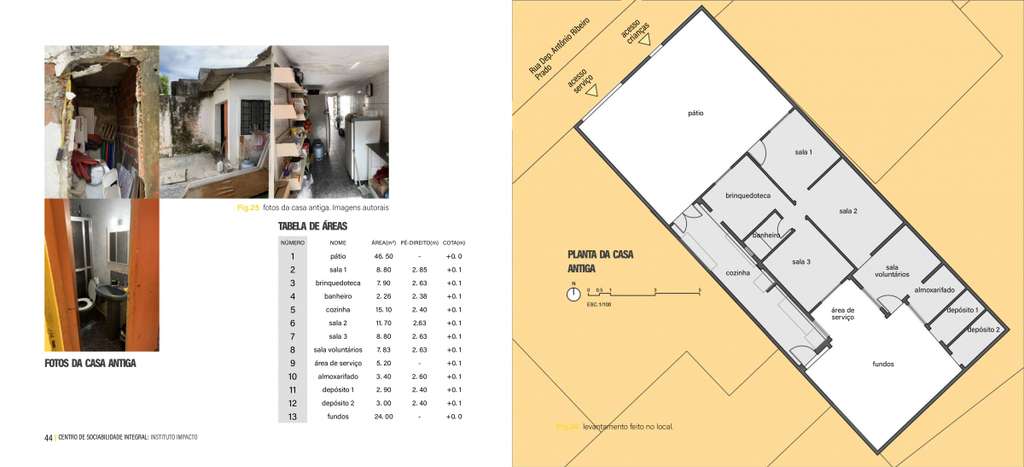 Fig.23 fotos da casa antiga. Imagens autorais
TABELA DE ÁREAS
NÚMERO NOME ÁREA(m²) PÉ-DIREITO(m) COTA(m)
1 pátio 46. 50 - +0. 0
2 sala 1 8. 80 2. 85 +0. 1
3 brinquedoteca 7. 90 2. 63 +0. 1
4 banheiro 2. 26 2. 38 +0. 1
5 cozinha 15. 10 2. 40 +0. 1
6 sala 2 11. 70 2.63 +0. 1
7 sala 3 8. 80 2. 63 +0. 1
8 sala voluntários 7. 83 2. 63 +0. 1
9 área de serviço 5. 20 - +0. 1
10 almoxarifado 3. 40 2. 60 +0. 1
11 depósito 1 2. 90 2. 40 +0. 1
12 depósito 2 3. 00 2. 40 +0. 1
13 fundos 24. 00 - +0. 0
FOTOS DA CASA ANTIGA
44 | CENTRO DE SOCIABILIDADE INTEGRAL: INSTITUTO IMPACTO
Rua Dep. Antônio Ribeiro
Prado
acesso
crianças
acesso
serviço
pátio
sala 1
brinquedoteca
sala 2
banheiro
sala 3
cozinha
sala
voluntários
almoxarifado
depósito 1
depósito 2
área de
serviço
fundos
PLANTA DA CASA
ANTIGA
N
0 0.5 1 3 5
ESC. 1/100
levantamento feito no local.